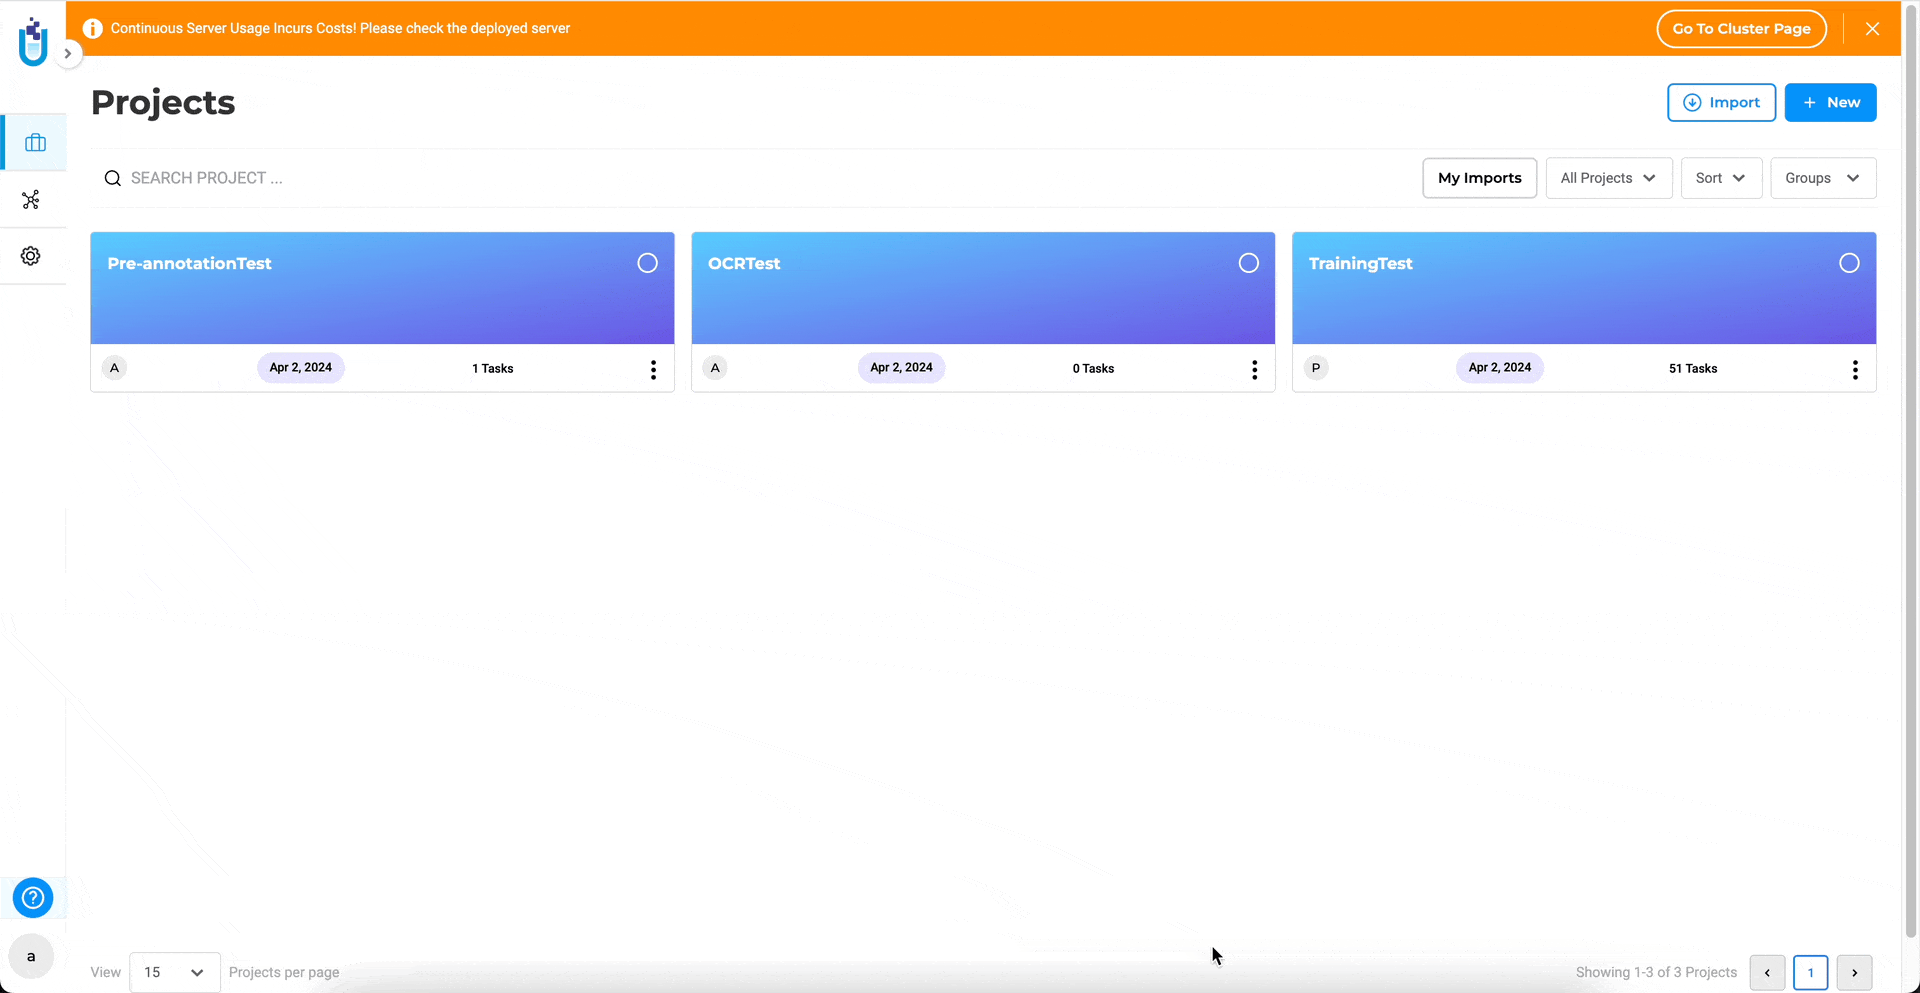 Continuous Server Usage Incurs Costs! Please check the deployed server
Go To Cluster Page
Projects
Import
+ New
SEARCH PROJECT ...
My Imports
All Projects
Sort
Groups
Pre-annotationTest
OCRTest
TrainingTest
A
Apr 2, 2024
1 Tasks
A
Apr 2, 2024
0 Tasks
P
Apr 2, 2024
51 Tasks
?
a
View
15
Projects per page
Showing 1-3 of 3 Projects
1